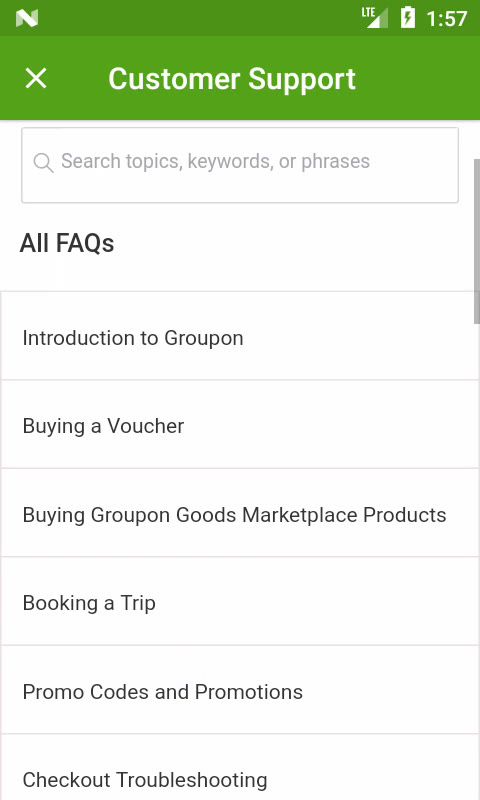 LTE 1:57
Customer Support
Search topics, keywords, or phrases
All FAQs
Introduction to Groupon
Buying a Voucher
Buying Groupon Goods Marketplace Products
Booking a Trip
Promo Codes and Promotions
Checkout Troubleshooting